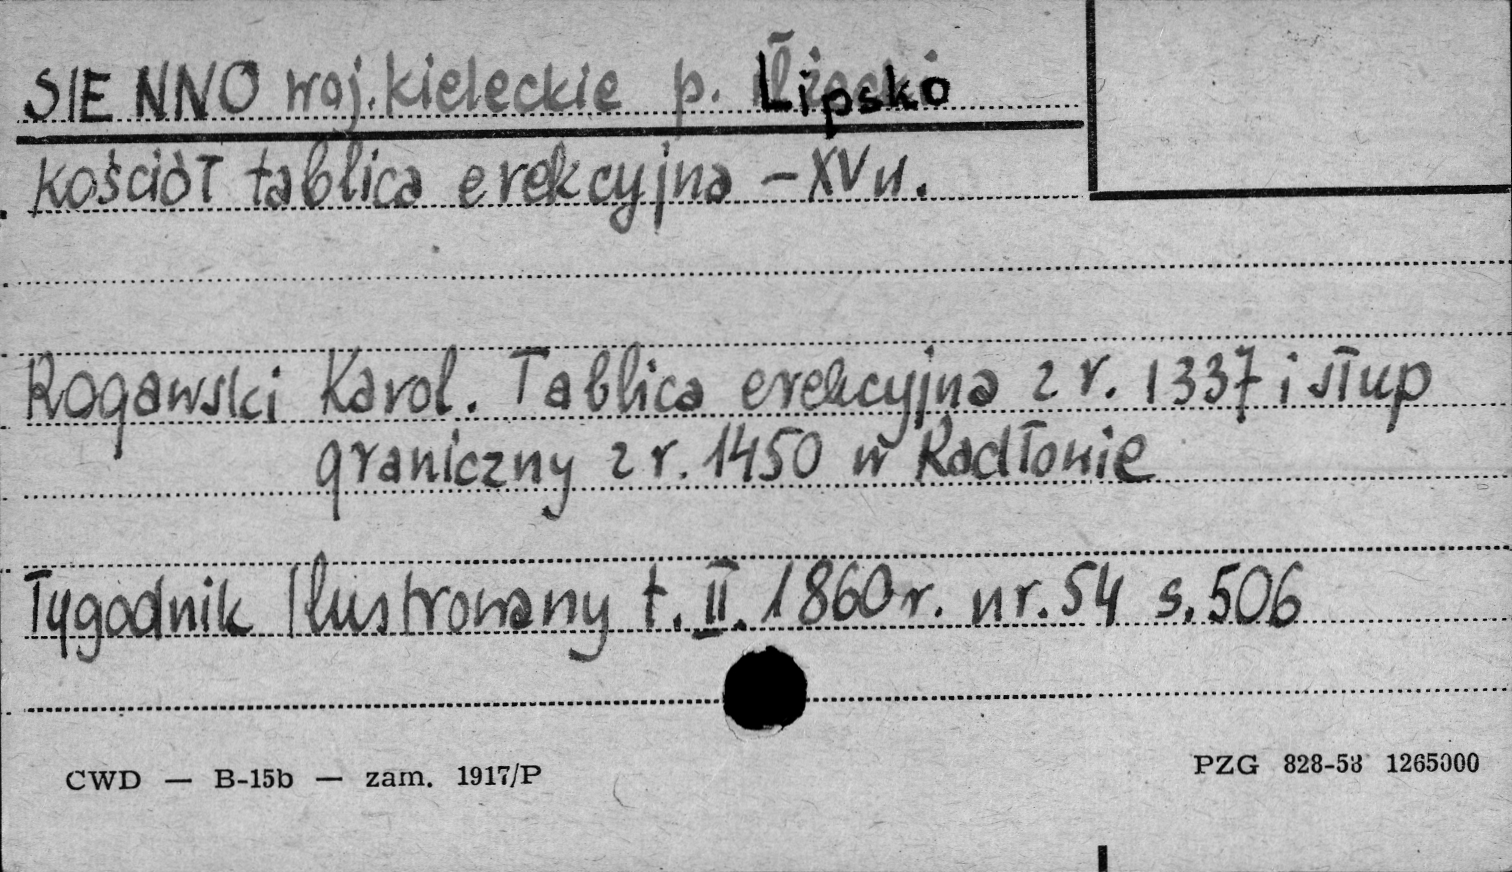 SIENNO woj. kieleckie p. Lipsko
Kościół tablica erekcyjna – XV w.
Rogawski Karol. Tablica erekcyjna z r. 1337 i słup
graniczny z r. 1450 w Radłowie
Tygodnik Ilustrowany t. II. 1860 r. nr. 54 s. 506
CWD — B-15b — zam. 1917/P
PZG 828-53 1265000